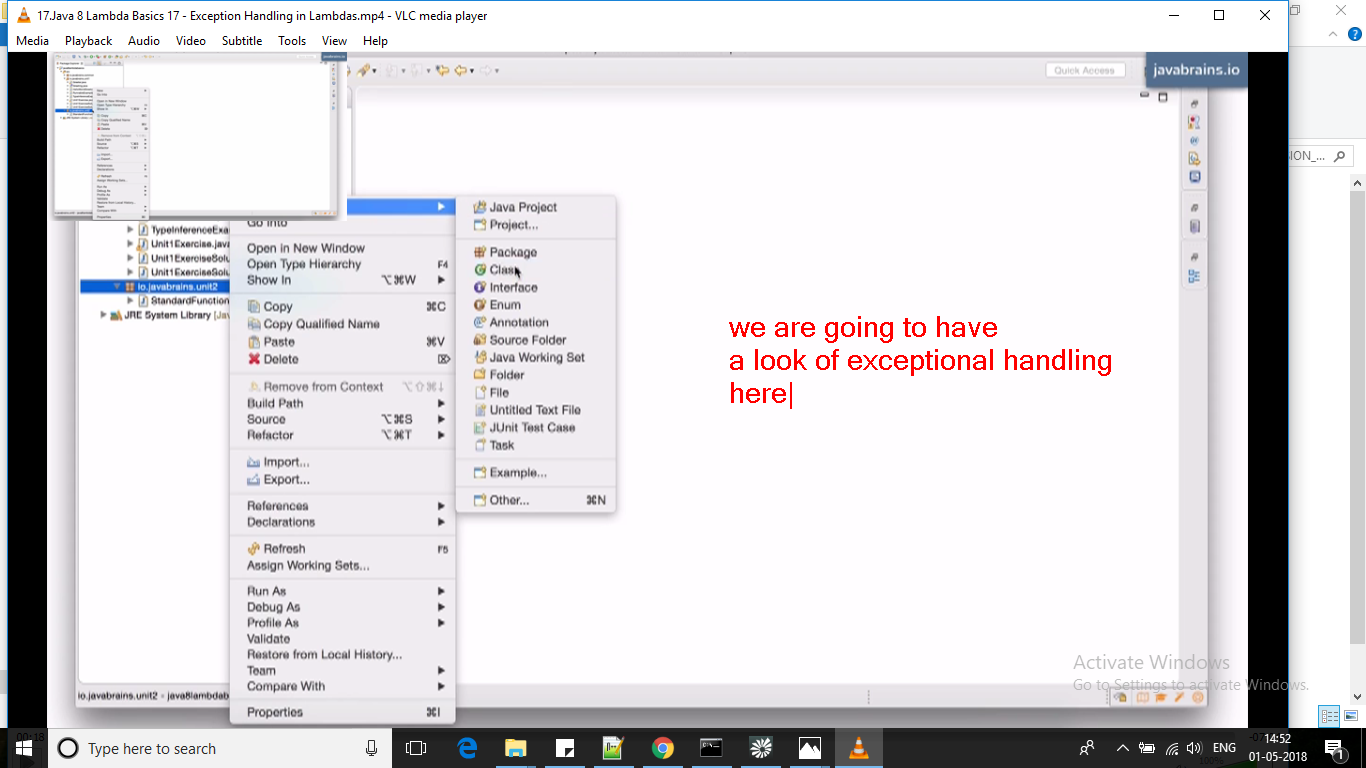 17.Java 8 Lambda Basics 17 - Exception Handling in Lambdas.mp4 - VLC media player
Media Playback Audio Video Subtitle Tools View Help
Quick Access
javabrains.io
ION_...
Java Project
Project...
Go Into
TypeInferenceExa
Unit1Exercise.java
Unit1ExerciseSolu
Unit1ExerciseSolu
io.javabrains.unit2
StandardFunction
JRE System Library [Jav
Open in New Window
Open Type Hierarchy F4
Show In ⌥⌘W
Copy ⌘C
Copy Qualified Name
Paste ⌘V
Delete ⌦
Remove from Context ⌥⇧⌘↓
Build Path
Source ⌥⌘S
Refactor ⌥⌘T
Import...
Export...
References
Declarations
Refresh F5
Assign Working Sets...
Run As
Debug As
Profile As
Validate
Restore from Local History...
Team
Compare With
Properties ⌘I
Package
Class
Interface
Enum
Annotation
Source Folder
Java Working Set
Folder
File
Untitled Text File
JUnit Test Case
Task
Example...
Other... ⌘N
we are going to have
a look of exceptional handling
here
Activate Windows
Go to Settings to activate Windows.
io.javabrains.unit2 - java8lambdab
00:18
Type here to search
ENG
14:52
01-05-2018
1
100%